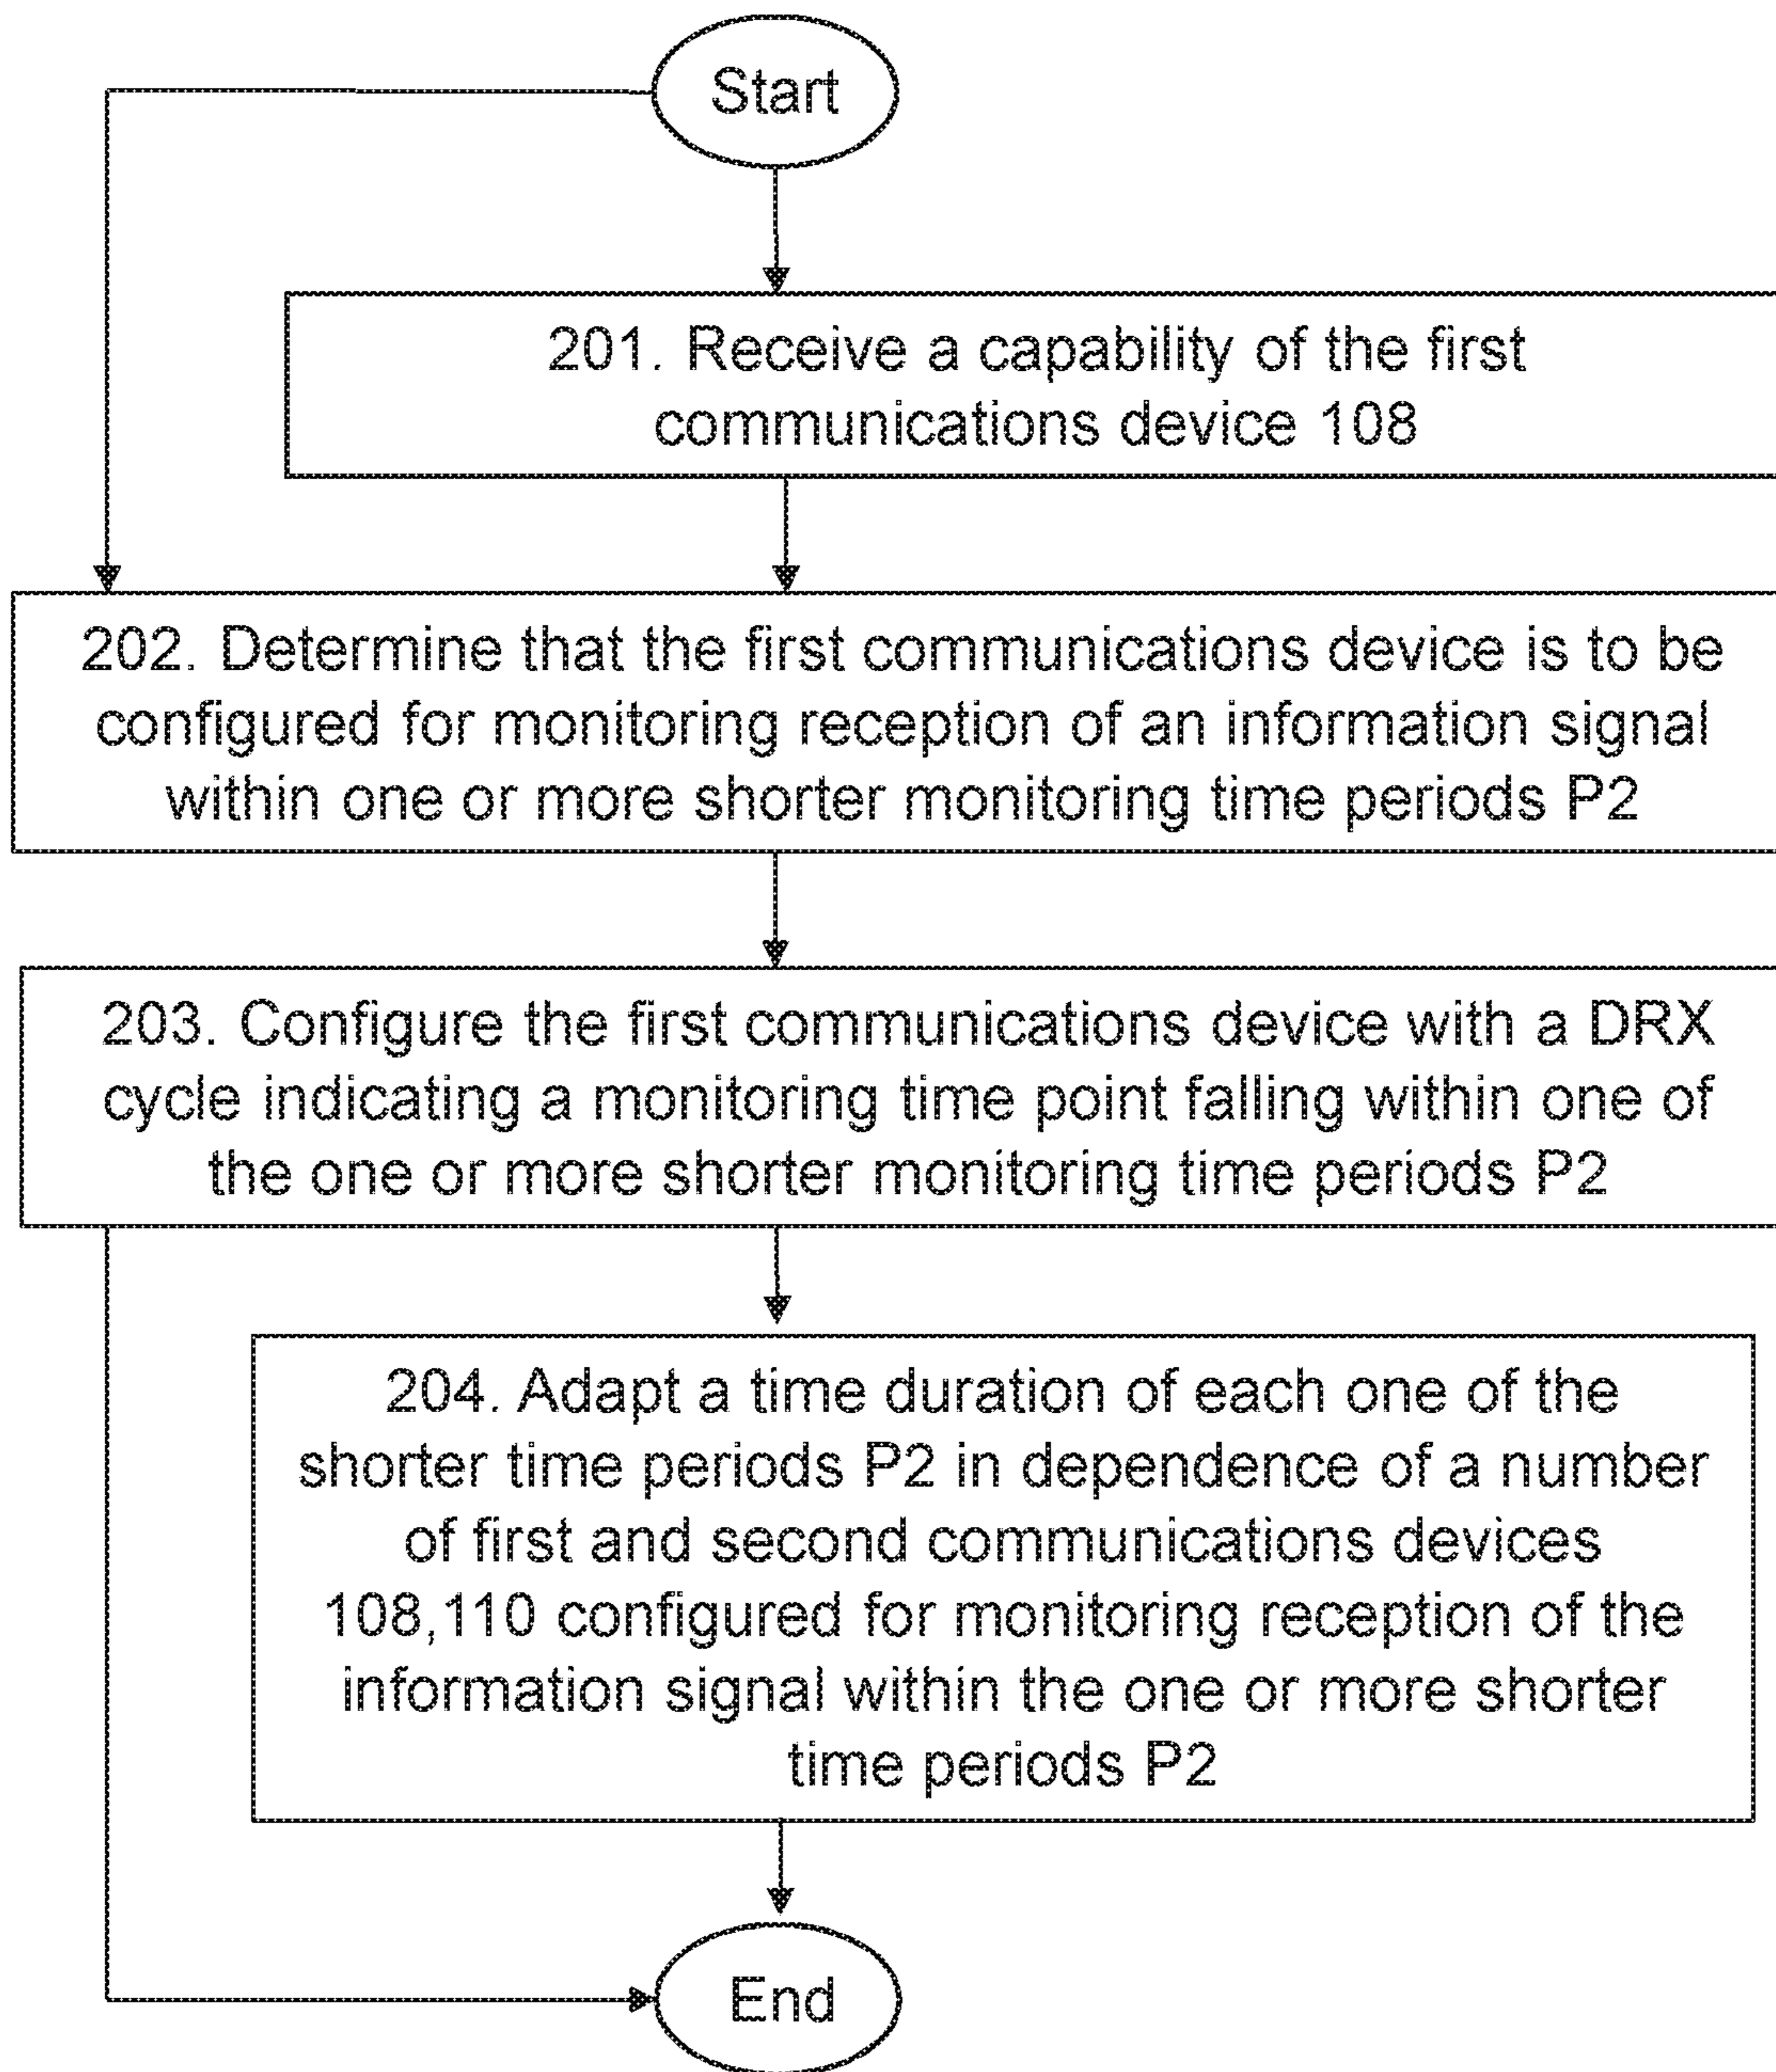 Start
201. Receive a capability of the first
communications device 108
202. Determine that the first communications device is to be
configured for monitoring reception of an information signal
within one or more shorter monitoring time periods P2
203. Configure the first communications device with a DRX
cycle indicating a monitoring time point falling within one of
the one or more shorter monitoring time periods P2
204. Adapt a time duration of each one of the
shorter time periods P2 in dependence of a number
of first and second communications devices
108,110 configured for monitoring reception of the
information signal within the one or more shorter
time periods P2
End